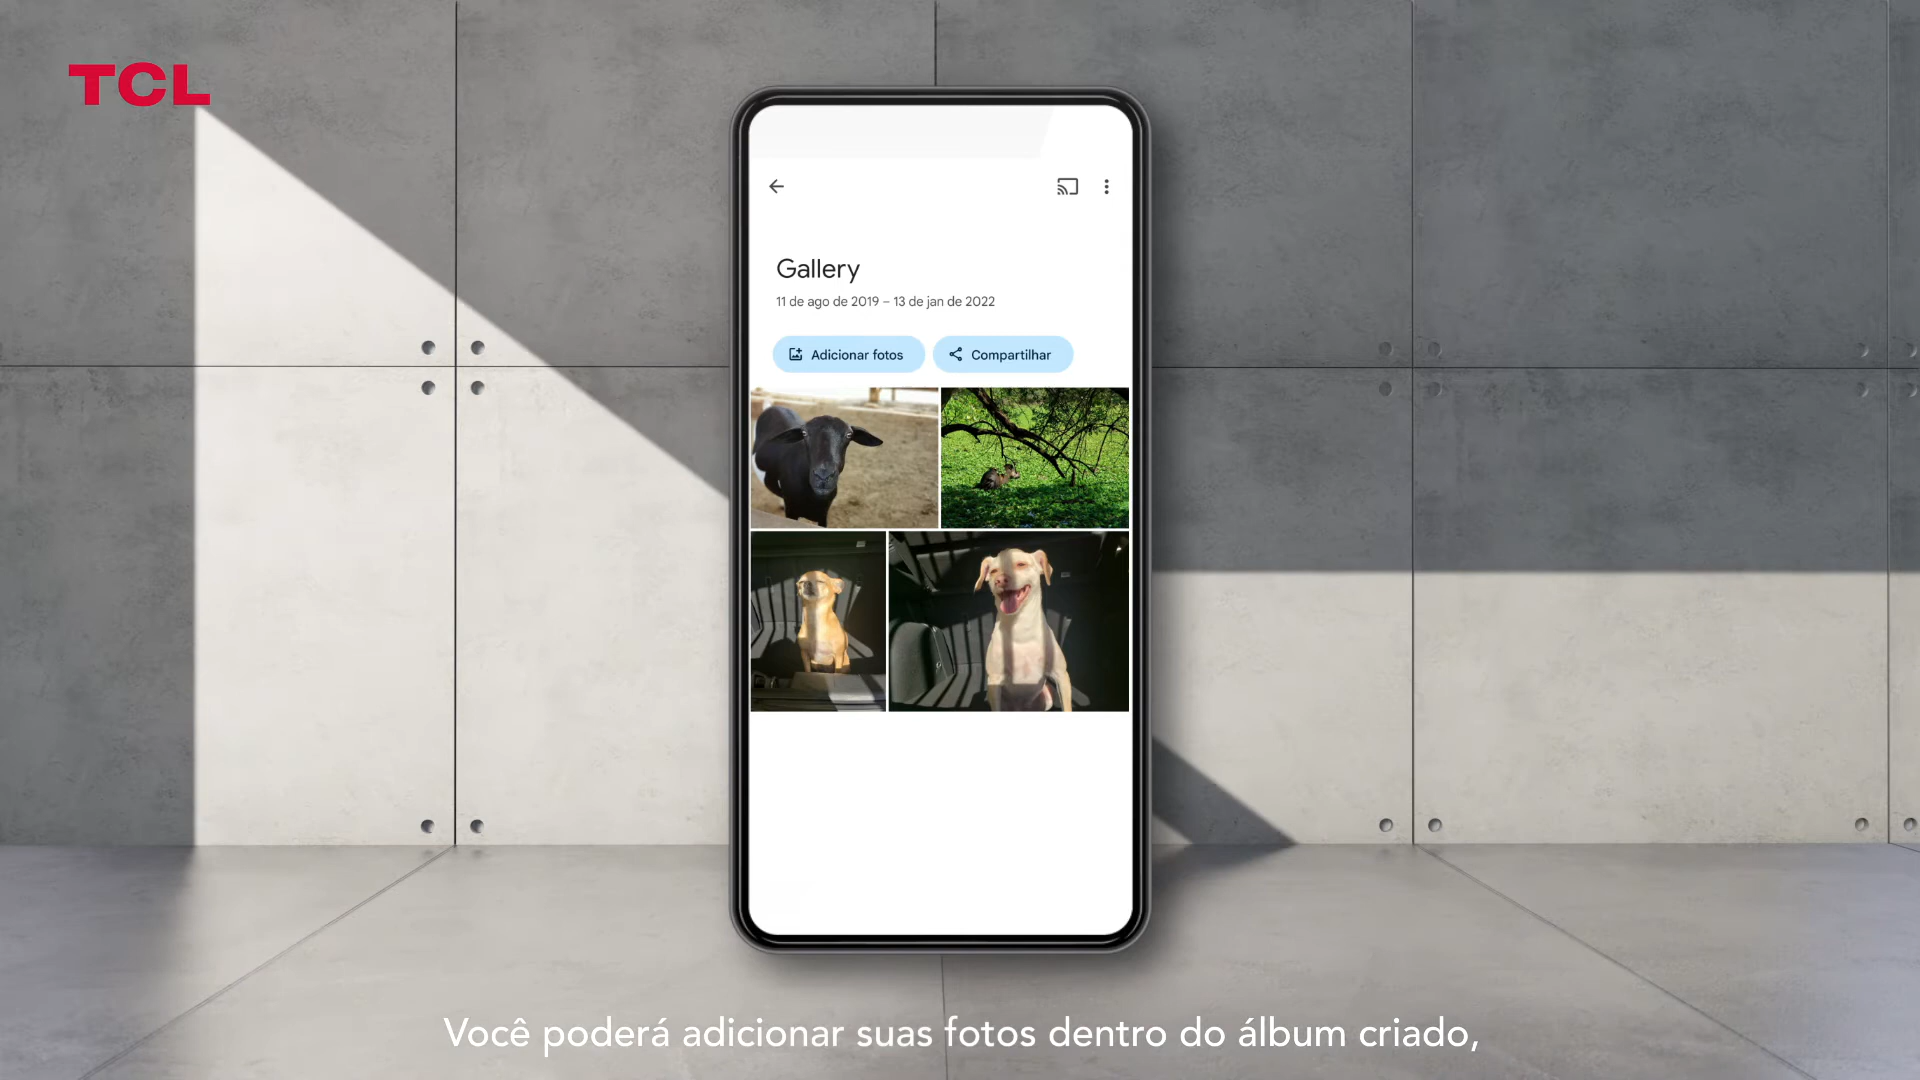 TCL
Gallery
11 de ago de 2019 – 13 de jan de 2022
Adicionar fotos
Compartilhar
Você poderá adicionar suas fotos dentro do álbum criado,